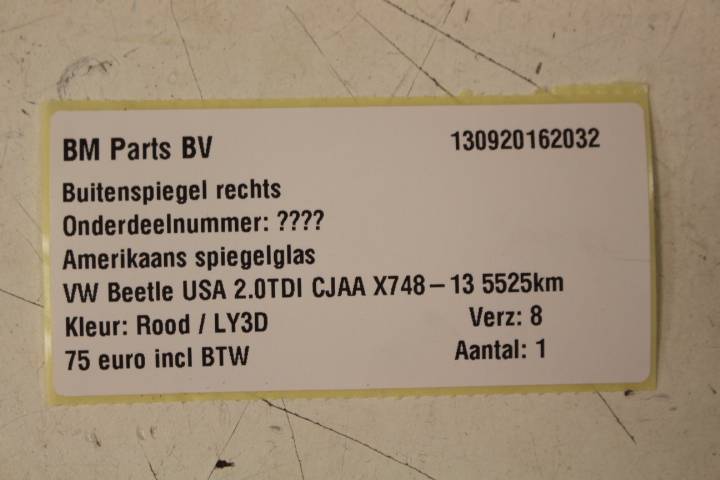 BM Parts BV 130920162032
Buitenspiegel rechts
Onderdeelnummer: ????
Amerikaans spiegelglas
VW Beetle USA 2.0TDI CJAA X748-13 5525km
Kleur: Rood / LY3D Verz: 8
75 euro incl BTW Aantal: 1